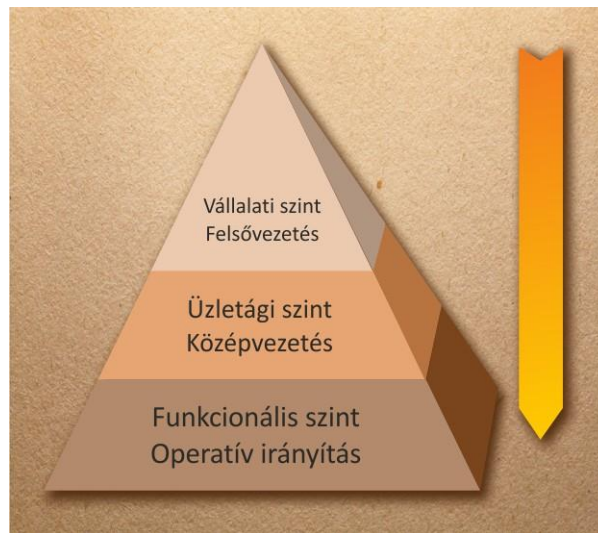 Vállalati szint
Felsővezetés
Üzletági szint
Középvezetés
Funkcionális szint
Operatív irányítás